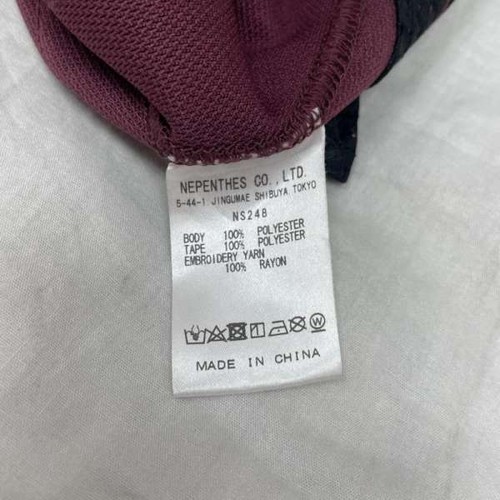 NEPENTHES CO., LTD.
5-44-1 JINGUMAE SHIBUYA TOKYO
NS248
BODY 100% POLYESTER
TAPE 100% POLYESTER
EMBROIDERY YARN
100% RAYON
W
MADE IN CHINA